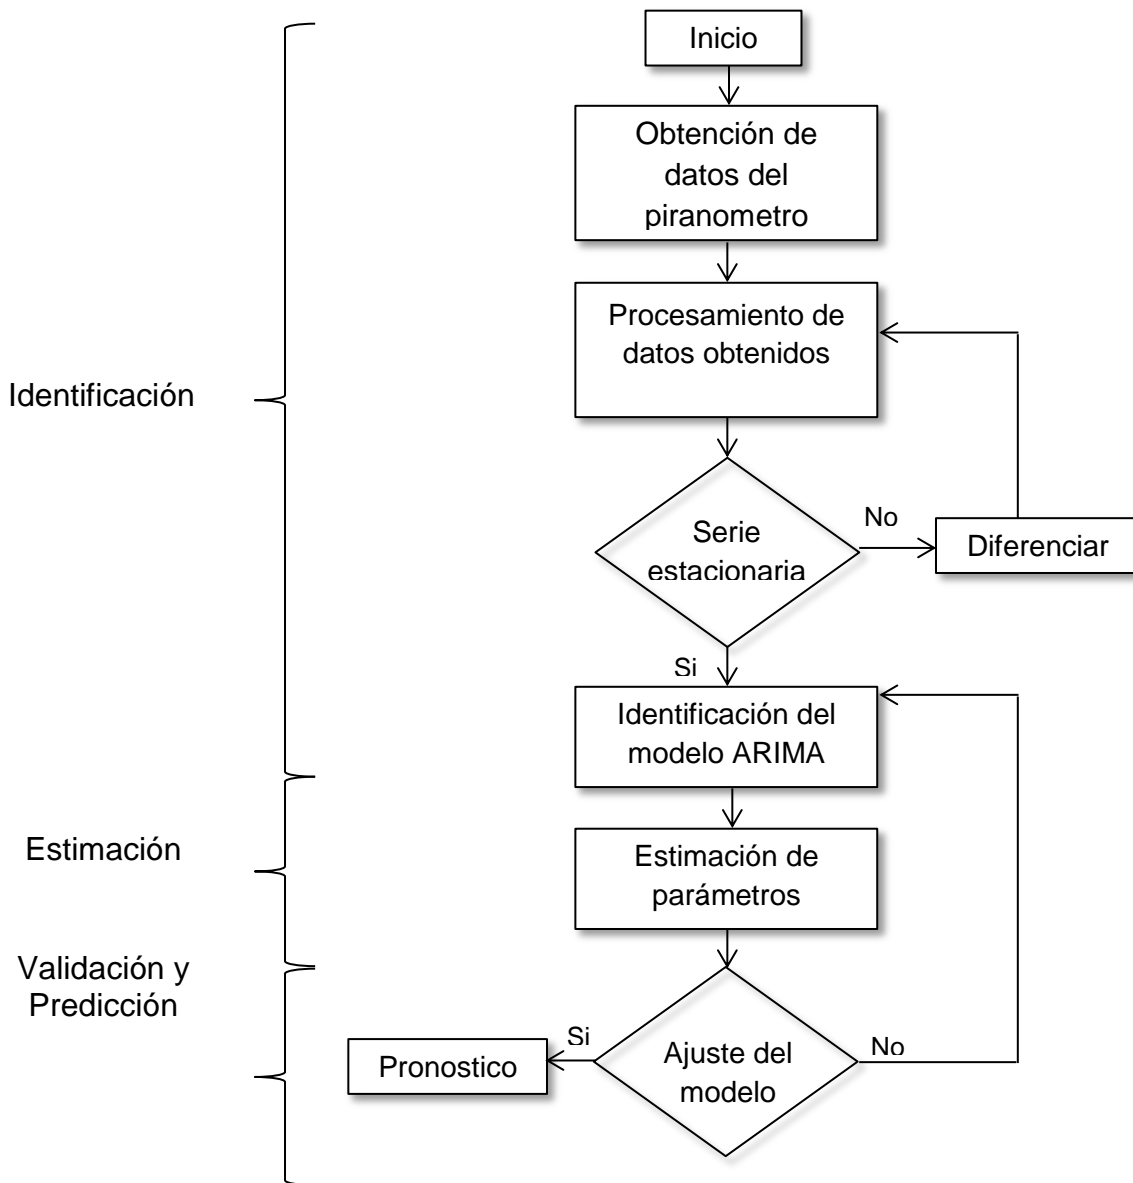 Inicio
Obtención de
datos del
piranometro
Procesamiento de
datos obtenidos
Identificación
Serie
estacionaria
No
Diferenciar
Si
Identificación del
modelo ARIMA
Estimación
Estimación de
parámetros
Validación y
Predicción
Si
Pronostico
Ajuste del
modelo
No